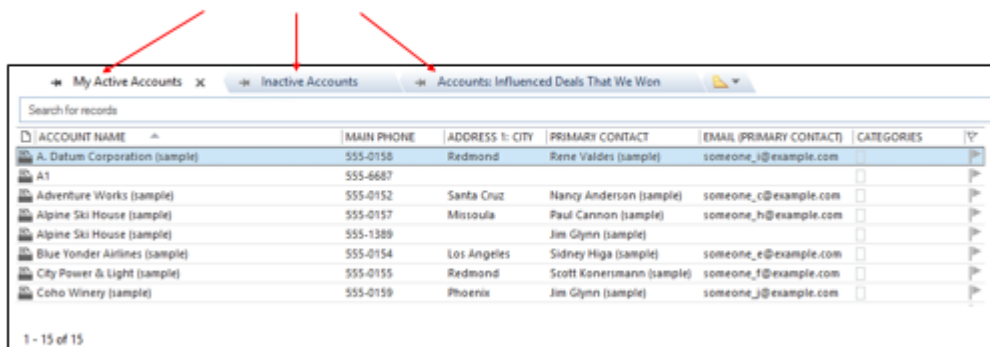 My Active Accounts x Inactive Accounts Accounts: Influenced Deals That We Won
Search for records
ACCOUNT NAME MAIN PHONE ADDRESS 1: CITY PRIMARY CONTACT EMAIL (PRIMARY CONTACT) CATEGORIES
A. Datum Corporation (sample) 555-0158 Redmond Rene Valdes (sample) someone_i@example.com
A1 555-6687
Adventure Works (sample) 555-0152 Santa Cruz Nancy Anderson (sample) someone_c@example.com
Alpine Ski House (sample) 555-0157 Missoula Paul Cannon (sample) someone_h@example.com
Alpine Ski House (sample) 555-1389 Jim Glynn (sample)
Blue Yonder Airlines (sample) 555-0154 Los Angeles Sidney Higa (sample) someone_e@example.com
City Power & Light (sample) 555-0155 Redmond Scott Konersmann (sample) someone_f@example.com
Coho Winery (sample) 555-0159 Phoenix Jim Glynn (sample) someone_j@example.com
1 - 15 of 15